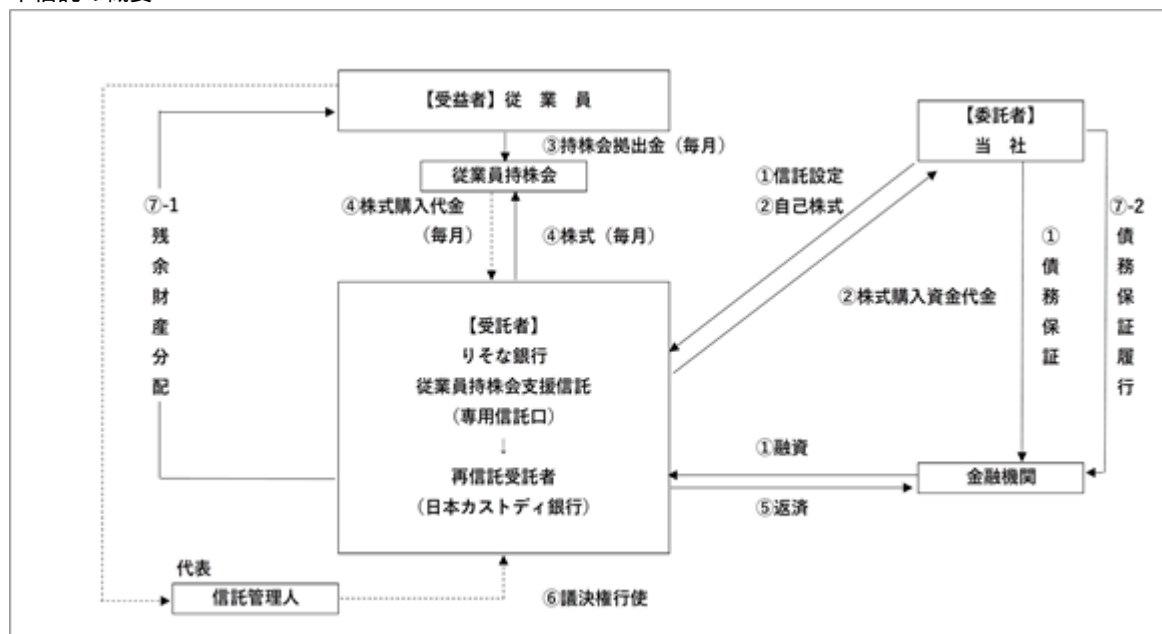 【受益者】従　業　員
【委託者】
当　社
③持株会拠出金（毎月）
従業員持株会
①信託設定
②自己株式
⑦-1
残
余
財
産
分
配
④株式購入代金
（毎月）
④株式（毎月）
⑦-2
債
務
保
証
履
行
①
債
務
保
証
②株式購入資金代金
【受託者】
りそな銀行
従業員持株会支援信託
（専用信託口）
↓
再信託受託者
（日本カストディ銀行）
①融資
金融機関
⑤返済
代表
信託管理人
⑥議決権行使